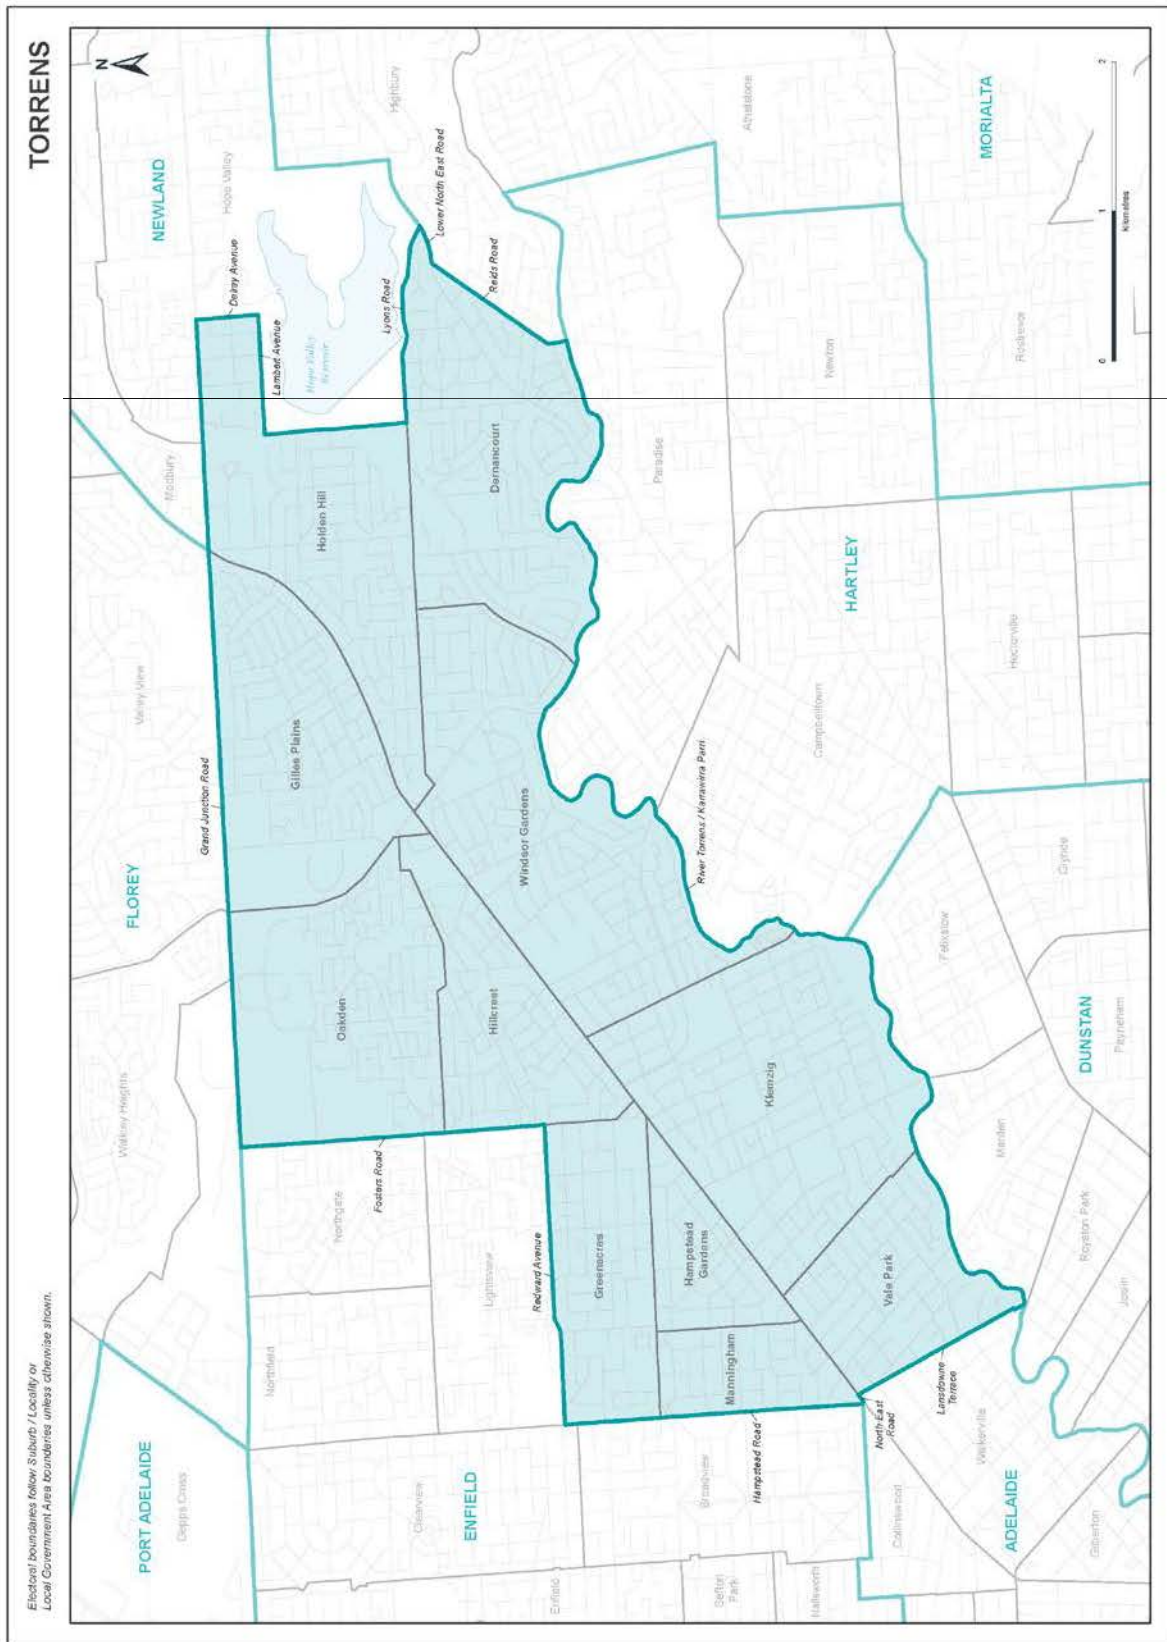 TORRENS
Electoral boundaries follow Suburb / Locality or
Local Government Area boundaries unless otherwise shown.
N
PORT ADELAIDE
FLOREY
NEWLAND
Gepps Cross
Walkley Heights
Valley View
Modbury
Hope Valley
Grand Junction Road
Delray Avenue
Lambert Avenue
Hope Valley
Reservoir
Northfield
Northgate
Fosters Road
Oakden
Gilles Plains
Holden Hill
Highbury
Lyons Road
Lower North East Road
Reids Road
ENFIELD
Clearview
Lightsview
Redward Avenue
Hillcrest
Windsor Gardens
Dernancourt
Enfield
Greenacres
Hampstead
Gardens
Manningham
Broadview
Hampstead Road
Klemzig
River Torrens / Karrawirra Parri
Paradise
Athelstone
Sefton
Park
Nailsworth
Collinswood
North East
Road
Vale Park
Lansdowne
Terrace
Campbelltown
Newton
HARTLEY
MORIALTA
Walkerville
ADELAIDE
Gilberton
Marden
Felixstow
Royston Park
Joslin
DUNSTAN
Payneham
Glynde
Hectorville
Rostrevor
0
1
2
kilometres